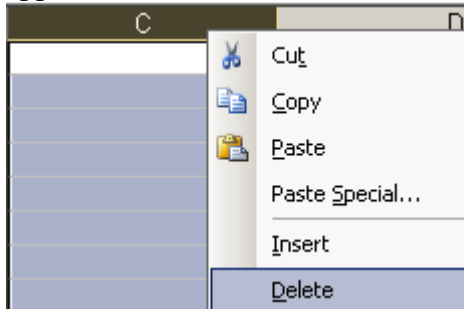 C D
Cut
Copy
Paste
Paste Special...
Insert
Delete